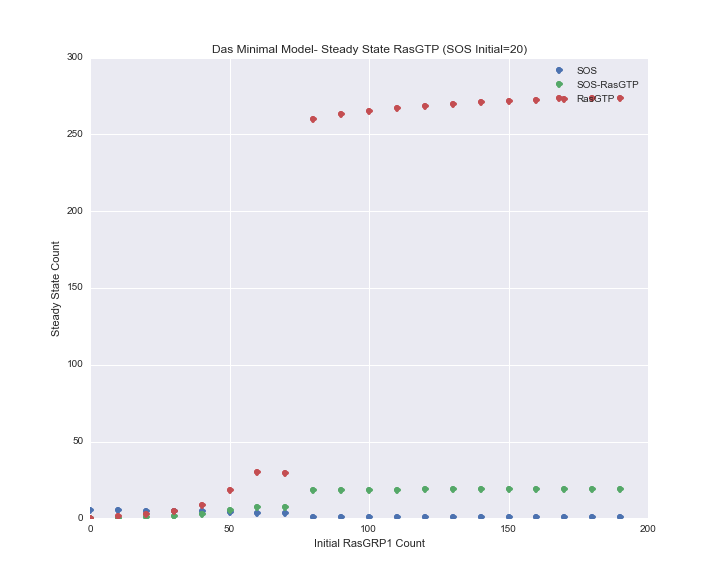 Das Minimal Model- Steady State RasGTP (SOS Initial=20)
300
250
200
150
100
50
0
Steady State Count
SOS
SOS-RasGTP
RasGTP
0 50 100 150 200
Initial RasGRP1 Count